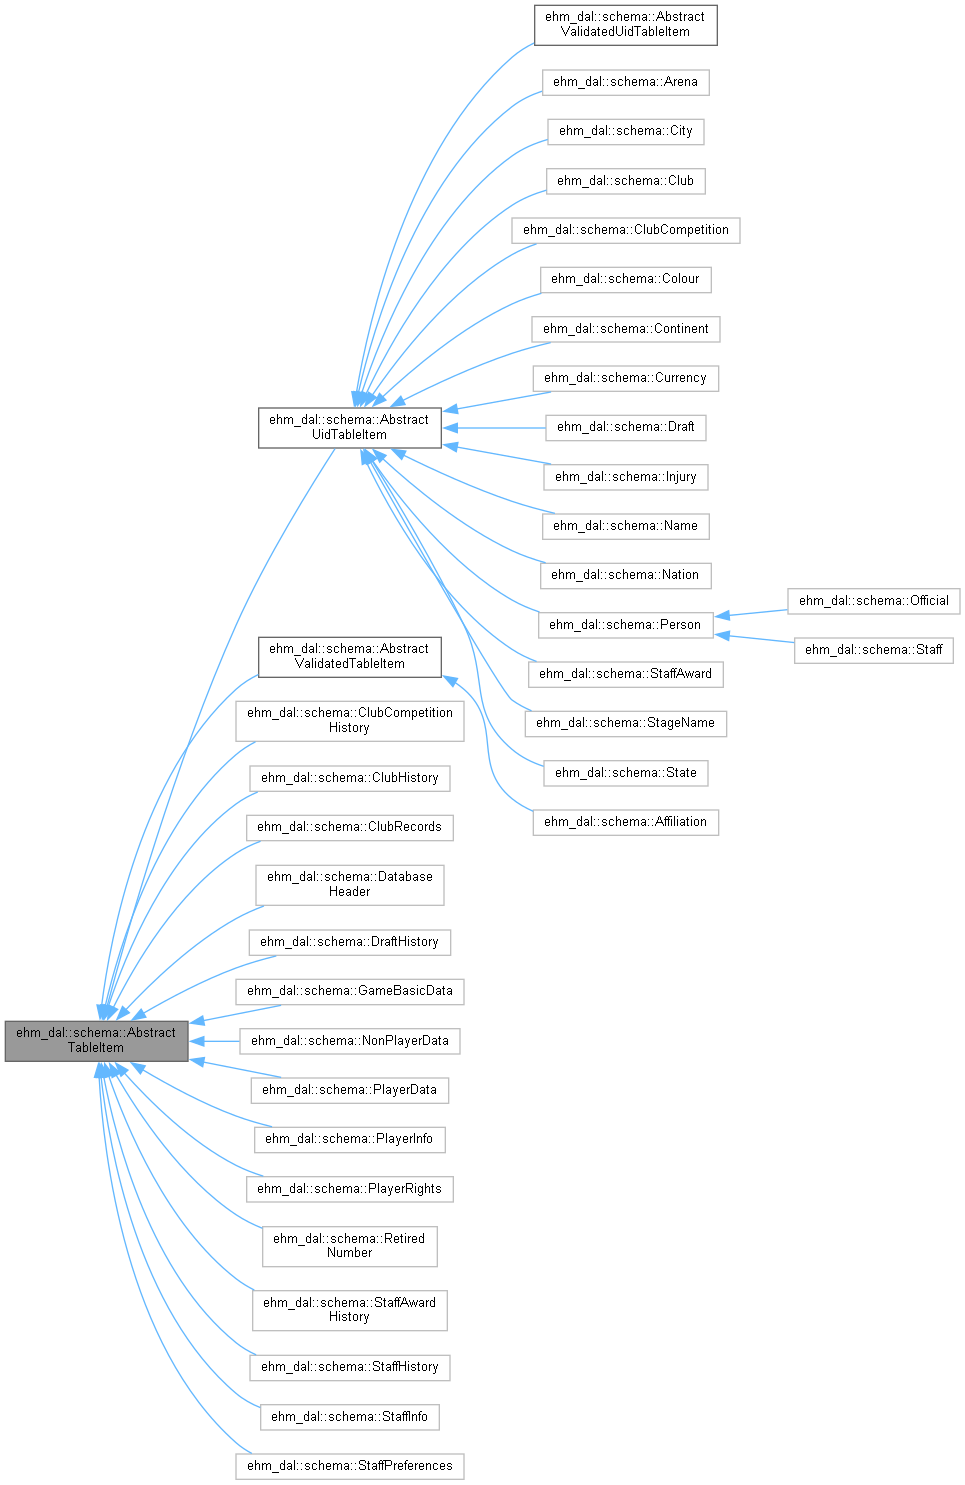 ehm_dal::schema::Abstract
ValidatedUidTableItem
ehm_dal::schema::Arena
ehm_dal::schema::City
ehm_dal::schema::Club
ehm_dal::schema::ClubCompetition
ehm_dal::schema::Colour
ehm_dal::schema::Continent
ehm_dal::schema::Currency
ehm_dal::schema::Abstract
UidTableItem
ehm_dal::schema::Draft
ehm_dal::schema::Injury
ehm_dal::schema::Name
ehm_dal::schema::Nation
ehm_dal::schema::Official
ehm_dal::schema::Person
ehm_dal::schema::Staff
ehm_dal::schema::Abstract
ValidatedTableItem
ehm_dal::schema::StaffAward
ehm_dal::schema::ClubCompetition
History
ehm_dal::schema::StageName
ehm_dal::schema::State
ehm_dal::schema::ClubHistory
ehm_dal::schema::Affiliation
ehm_dal::schema::ClubRecords
ehm_dal::schema::Database
Header
ehm_dal::schema::DraftHistory
ehm_dal::schema::GameBasicData
ehm_dal::schema::Abstract
TableItem
ehm_dal::schema::NonPlayerData
ehm_dal::schema::PlayerData
ehm_dal::schema::PlayerInfo
ehm_dal::schema::PlayerRights
ehm_dal::schema::Retired
Number
ehm_dal::schema::StaffAward
History
ehm_dal::schema::StaffHistory
ehm_dal::schema::StaffInfo
ehm_dal::schema::StaffPreferences